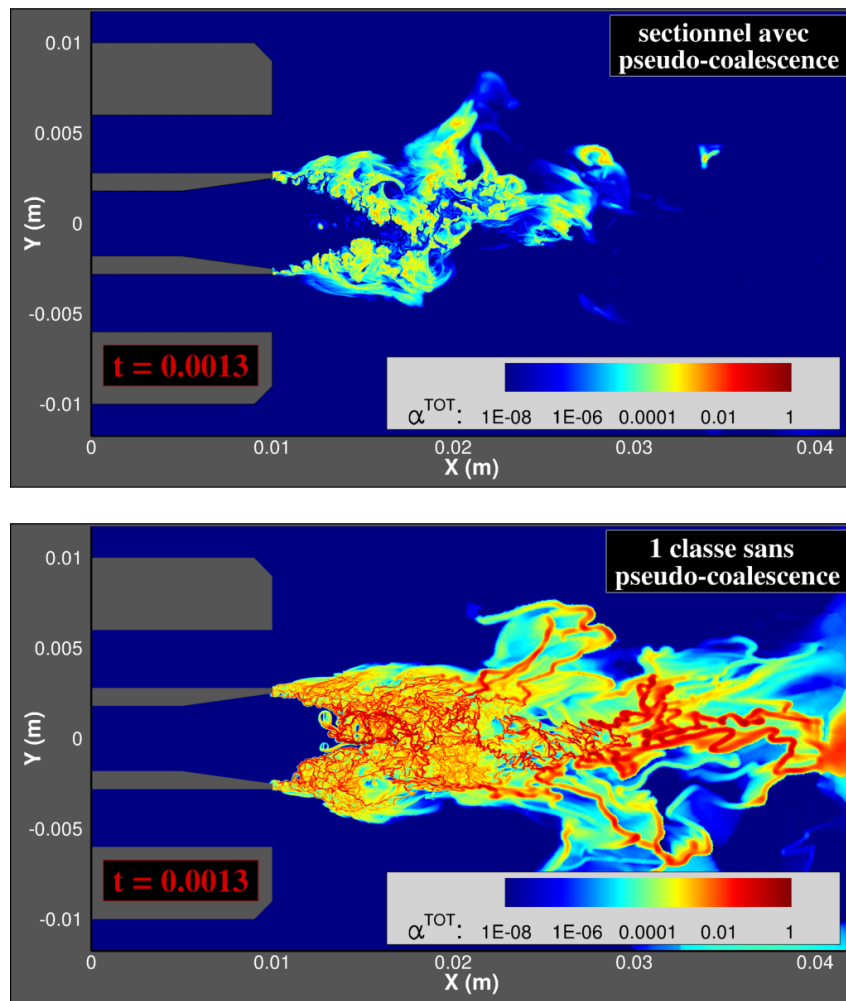 sectionnel avec
pseudo-coalescence
0.01
0.005
0
-0.005
-0.01
Y (m)
t = 0.0013
α^TOT:
1E-08 1E-06 0.0001 0.01 1
0 0.01 0.02 0.03 0.04
X (m)
1 classe sans
pseudo-coalescence
0.01
0.005
0
-0.005
-0.01
Y (m)
t = 0.0013
α^TOT:
1E-08 1E-06 0.0001 0.01 1
0 0.01 0.02 0.03 0.04
X (m)